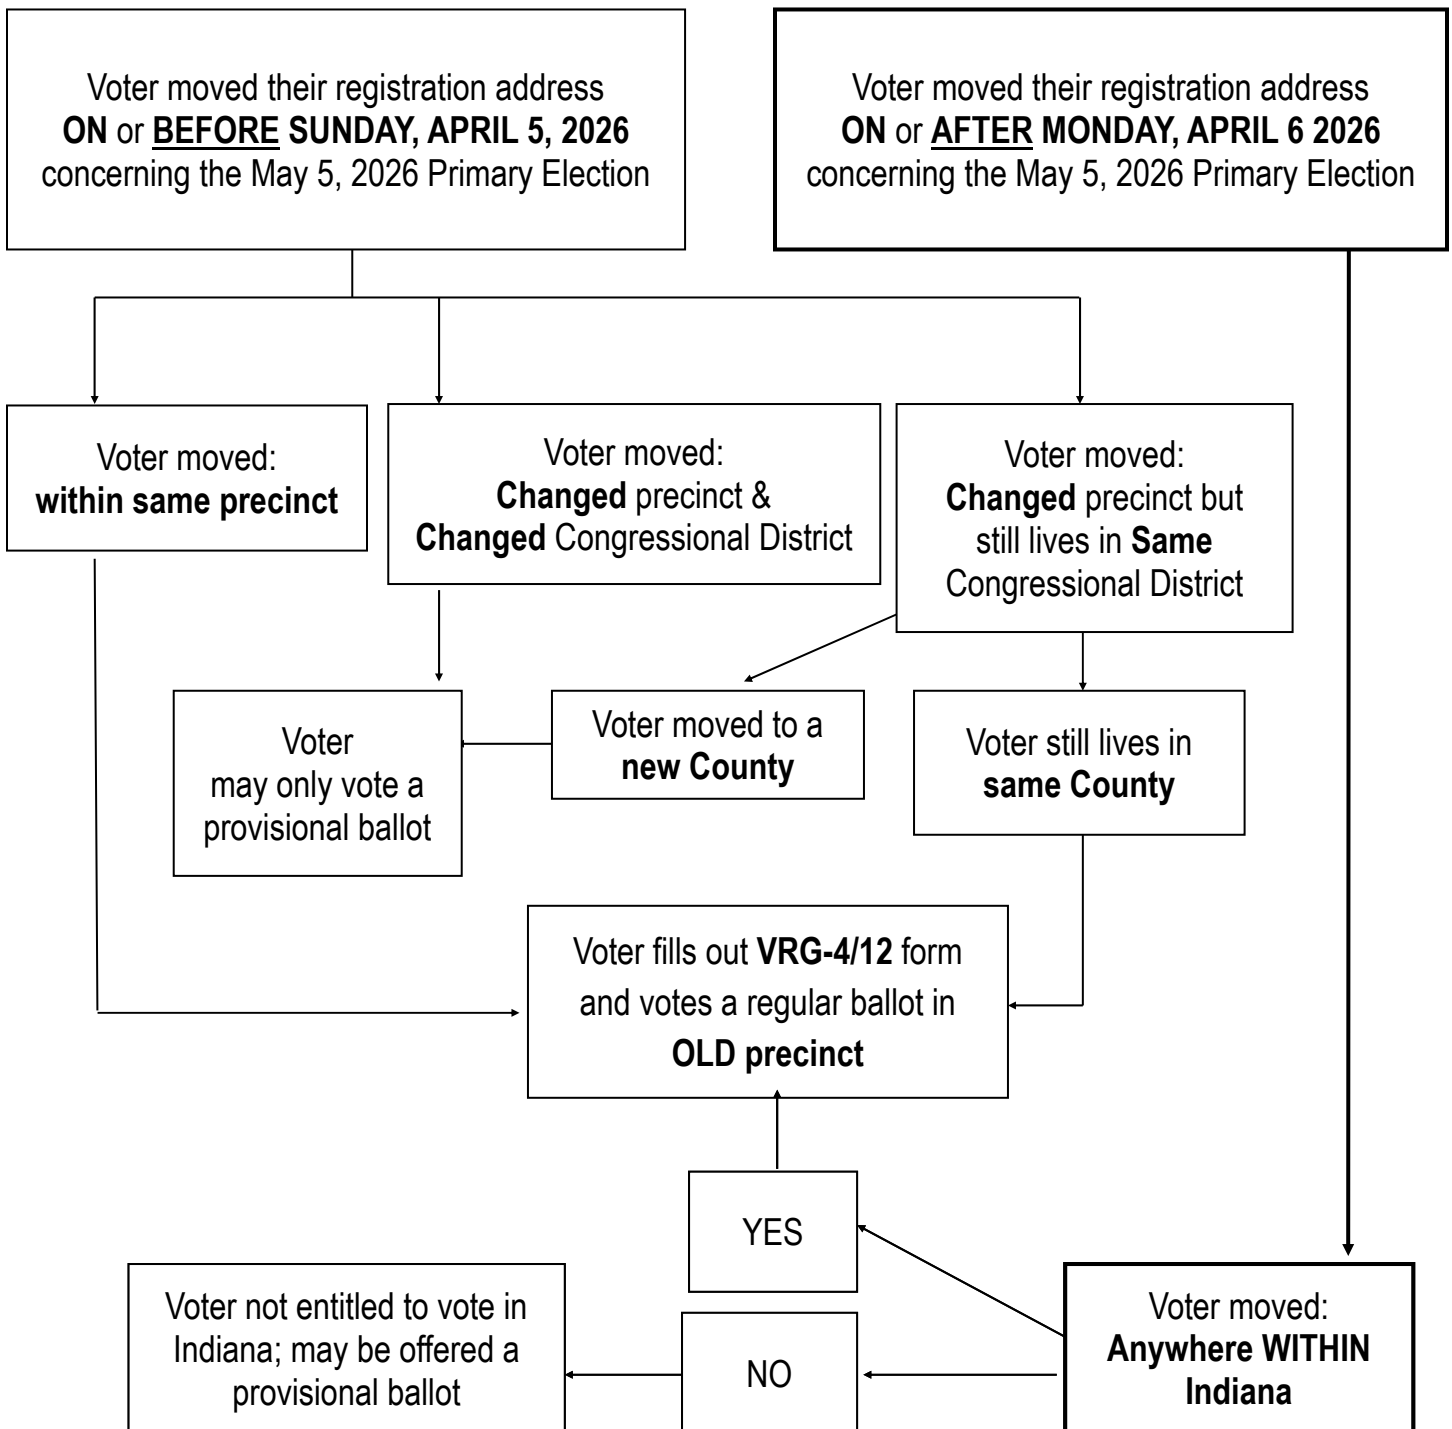 Voter moved their registration address
ON or BEFORE SUNDAY, APRIL 5, 2026
concerning the May 5, 2026 Primary Election
Voter moved their registration address
ON or AFTER MONDAY, APRIL 6 2026
concerning the May 5, 2026 Primary Election
Voter moved:
within same precinct
Voter moved:
Changed precinct &
Changed Congressional District
Voter moved:
Changed precinct but
still lives in Same
Congressional District
Voter
may only vote a
provisional ballot
Voter moved to a
new County
Voter still lives in
same County
Voter fills out VRG-4/12 form
and votes a regular ballot in
OLD precinct
YES
Voter not entitled to vote in
Indiana; may be offered a
provisional ballot
NO
Voter moved:
Anywhere WITHIN
Indiana